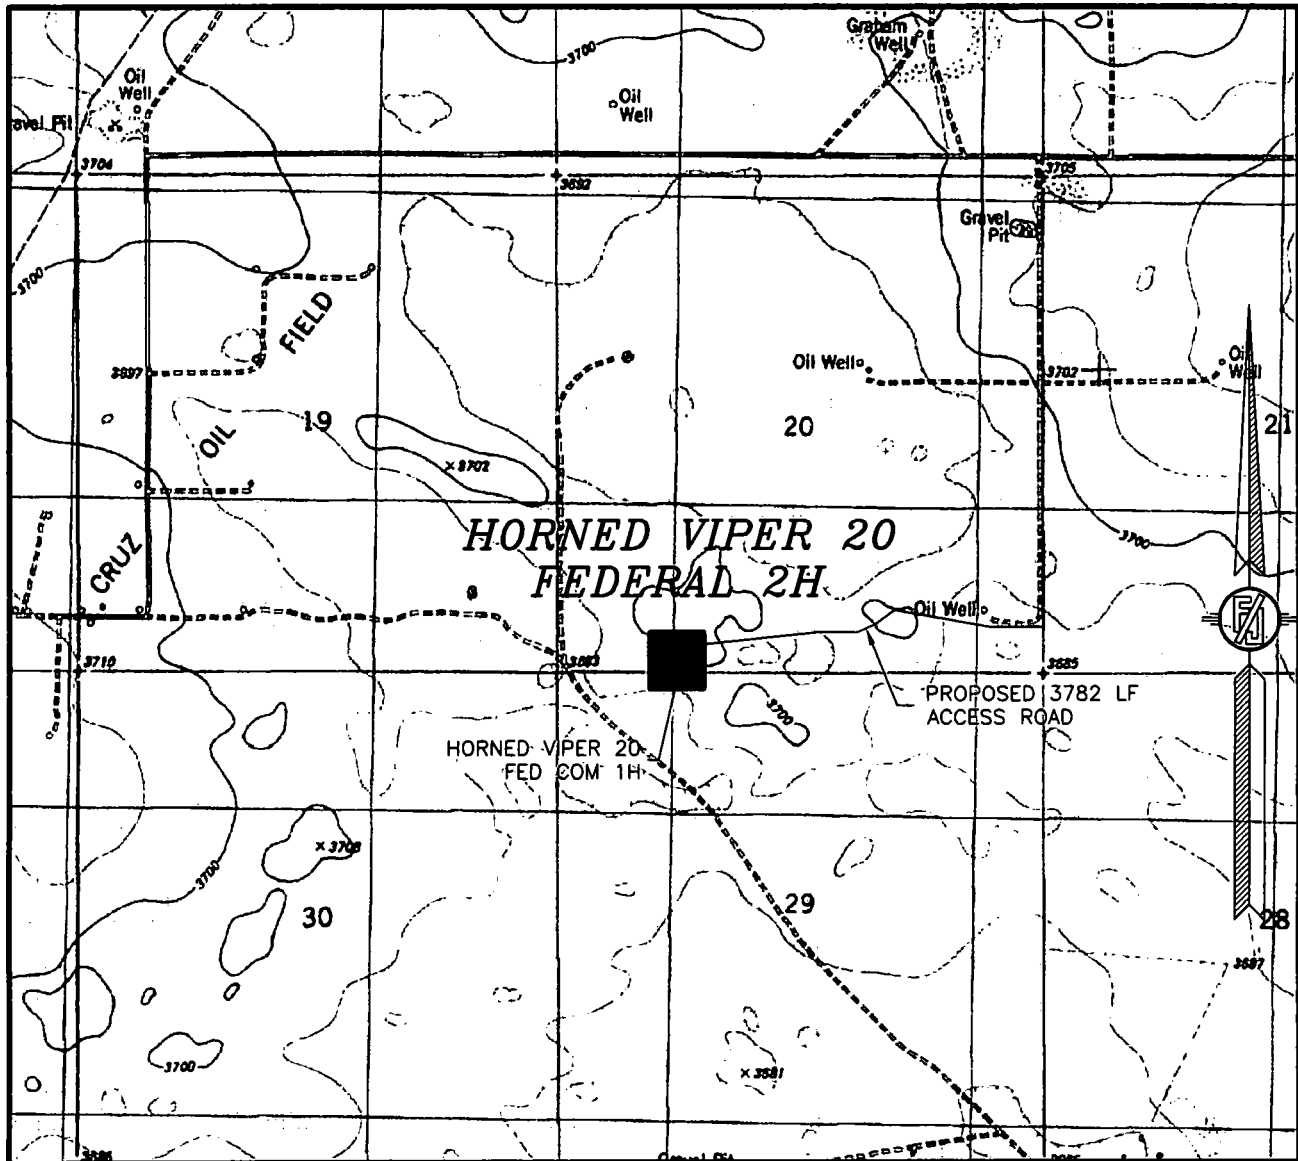 Graham
Well
3700
Oil
Well
Oil
Well
avel Pit
3704
3692
3705
Gravel
Pit
3700
FIELD
3697
Oil Well
3702
Oil
Well
19
20
21
OIL
×3702
HORNED VIPER 20
FEDERAL 2H
3700
CRUZ
Oil Well
3710
3683
3685
PROPOSED 3782 LF
ACCESS ROAD
3700
HORNED VIPER 20
FED COM 1H
×3708
3700
30
29
28
3687
3700
×3681
Gravel Pit